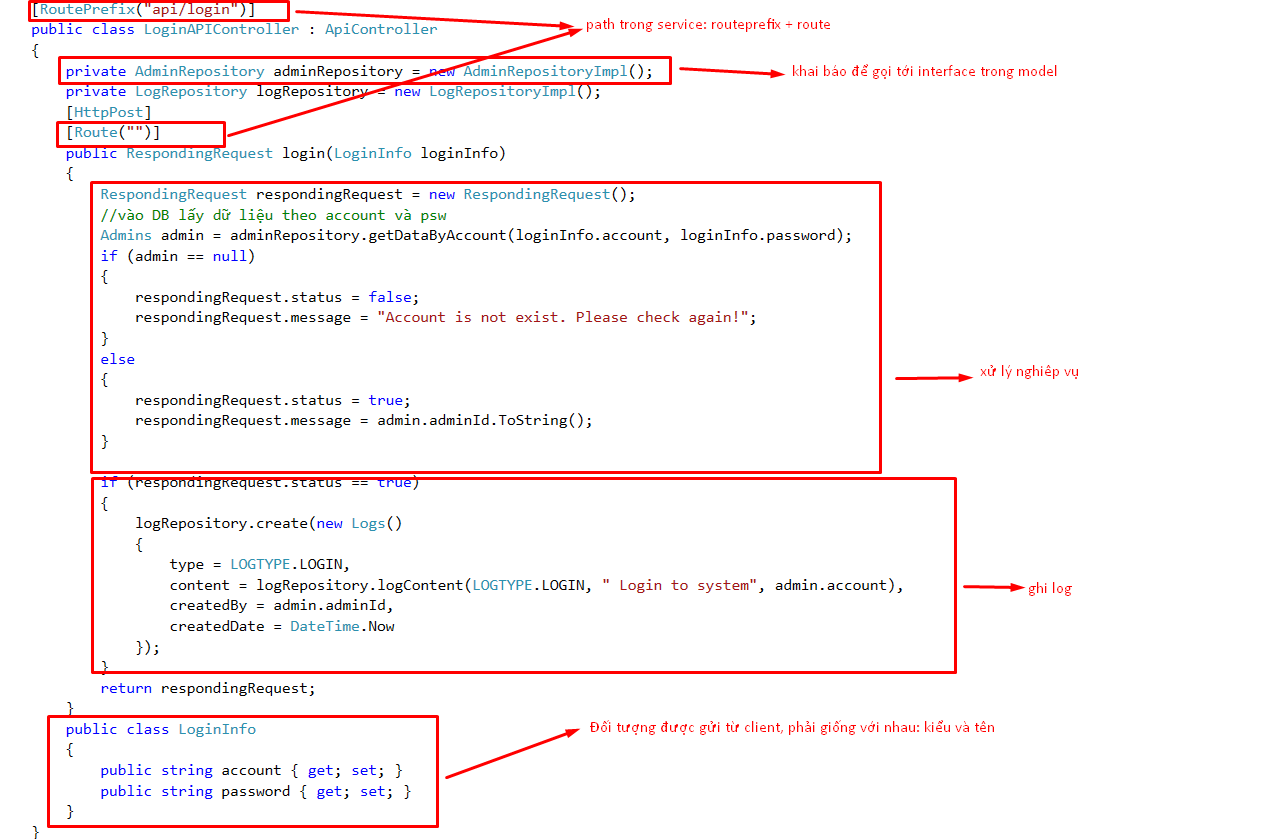 [RoutePrefix("api/login")]
path trong service: routeprefix + route
public class LoginAPIController : ApiController
{
private AdminRepository adminRepository = new AdminRepositoryImpl();
khai báo để gọi tới interface trong model
private LogRepository logRepository = new LogRepositoryImpl();
[HttpPost]
[Route("")]
public RespondingRequest login(LoginInfo loginInfo)
{
RespondingRequest respondingRequest = new RespondingRequest();
//vào DB lấy dữ liệu theo account và psw
Admins admin = adminRepository.getDataByAccount(loginInfo.account, loginInfo.password);
if (admin == null)
{
respondingRequest.status = false;
respondingRequest.message = "Account is not exist. Please check again!";
}
else
xử lý nghiêp vụ
{
respondingRequest.status = true;
respondingRequest.message = admin.adminId.ToString();
}
if (respondingRequest.status == true)
{
logRepository.create(new Logs()
{
type = LOGTYPE.LOGIN,
content = logRepository.logContent(LOGTYPE.LOGIN, " Login to system", admin.account),
ghi log
createdBy = admin.adminId,
createdDate = DateTime.Now
});
}
return respondingRequest;
}
public class LoginInfo
Đối tượng được gửi từ client, phải giống với nhau: kiểu và tên
{
public string account { get; set; }
public string password { get; set; }
}
}